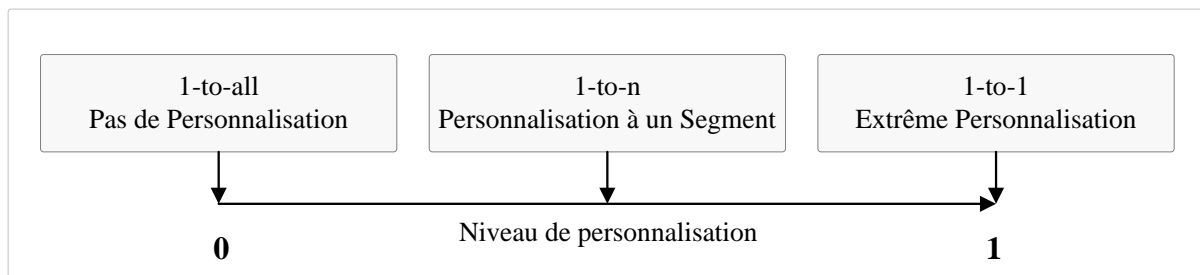 1-to-all
Pas de Personnalisation
1-to-n
Personnalisation à un Segment
1-to-1
Extrême Personnalisation
Niveau de personnalisation
0
1